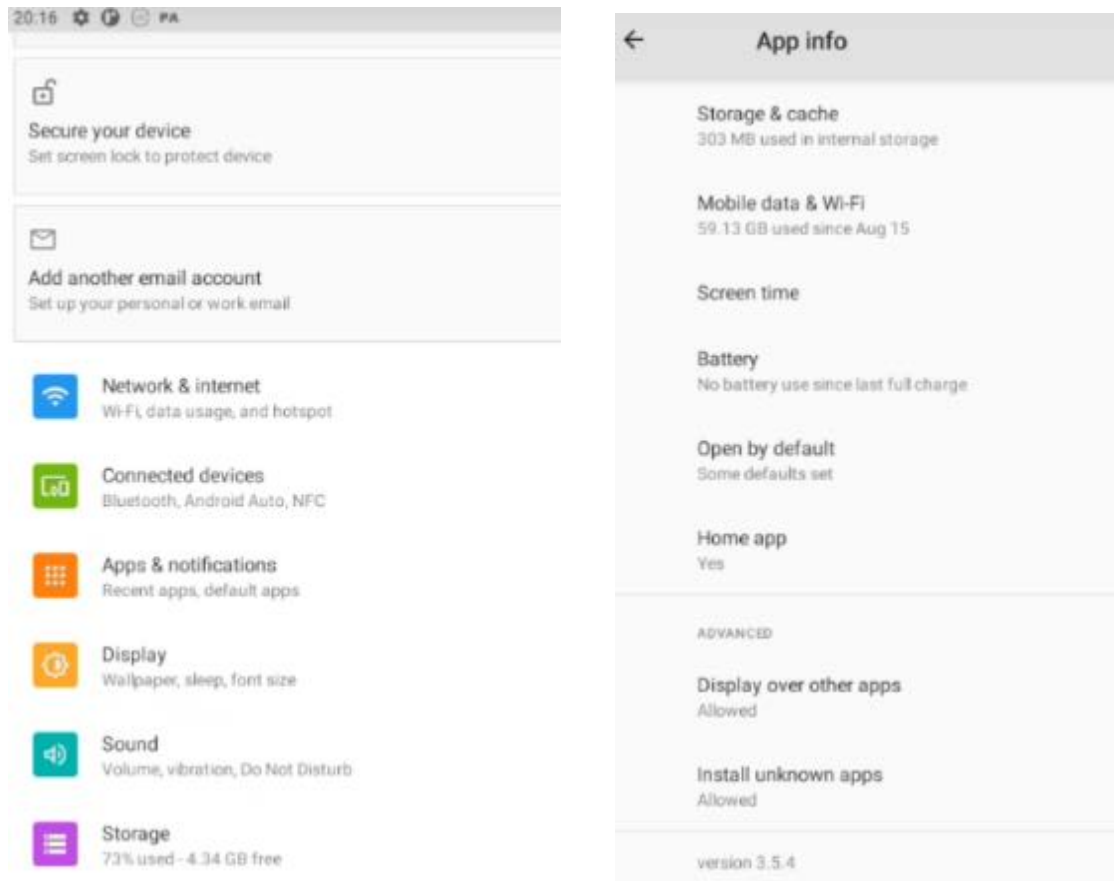 20:16 PA
Secure your device
Set screen lock to protect device
Add another email account
Set up your personal or work email
Network & internet
Wi-Fi, data usage, and hotspot
Connected devices
Bluetooth, Android Auto, NFC
Apps & notifications
Recent apps, default apps
Display
Wallpaper, sleep, font size
Sound
Volume, vibration, Do Not Disturb
Storage
73% used - 4.34 GB free
App info
Storage & cache
303 MB used in internal storage
Mobile data & Wi-Fi
59.13 GB used since Aug 15
Screen time
Battery
No battery use since last full charge
Open by default
Some defaults set
Home app
Yes
ADVANCED
Display over other apps
Allowed
Install unknown apps
Allowed
version 3.5.4